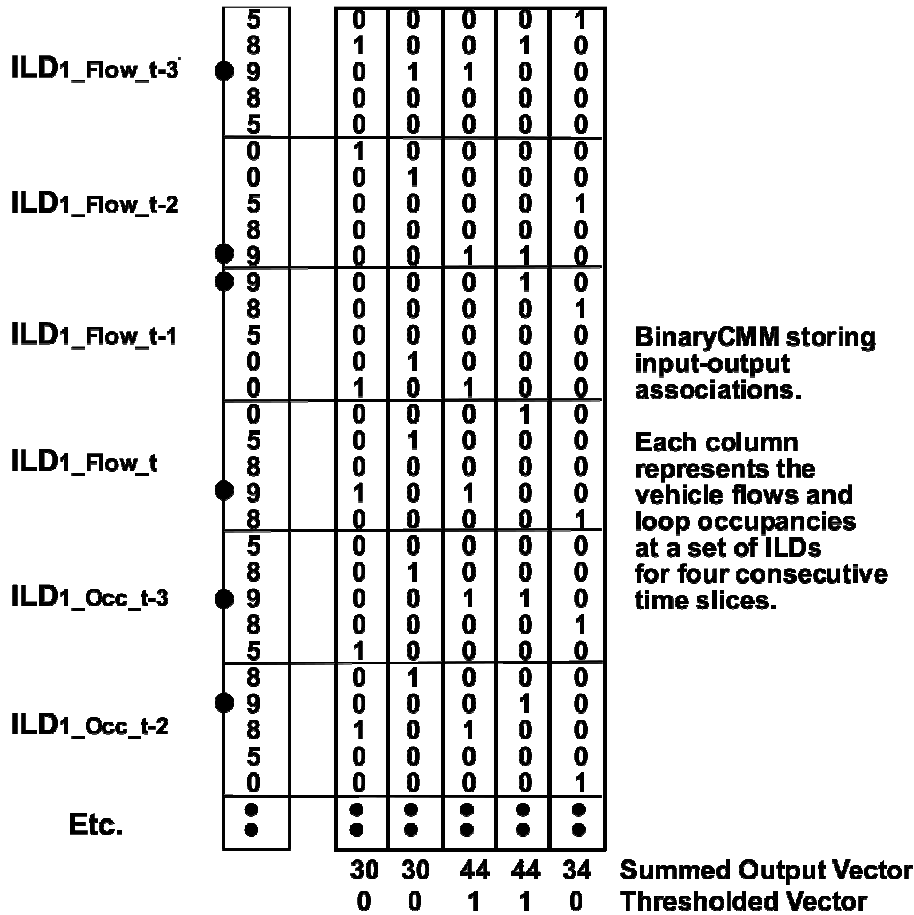 5 0 0 0 0 1
8 1 0 0 1 0
ILD1_Flow_t-3 9 0 1 1 0 0
8 0 0 0 0 0
5 0 0 0 0 0
0 1 0 0 0 0
0 0 1 0 0 0
ILD1_Flow_t-2 5 0 0 0 0 1
8 0 0 0 0 0
9 0 0 1 1 0
9 0 0 0 1 0
8 0 0 0 0 1
ILD1_Flow_t-1 5 0 0 0 0 0
0 0 1 0 0 0
0 1 0 1 0 0
0 0 0 0 1 0
5 0 1 0 0 0
ILD1_Flow_t 8 0 0 0 0 0
9 1 0 1 0 0
8 0 0 0 0 1
5 0 0 0 0 0
8 0 1 0 0 0
ILD1_Occ_t-3 9 0 0 1 1 0
8 0 0 0 0 1
5 1 0 0 0 0
8 0 1 0 0 0
9 0 0 0 1 0
ILD1_Occ_t-2 8 1 0 1 0 0
5 0 0 0 0 0
0 0 0 0 0 1
Etc.
30 30 44 44 34 Summed Output Vector
0 0 1 1 0 Thresholded Vector
BinaryCMM storing
input-output
associations.
Each column
represents the
vehicle flows and
loop occupancies
at a set of ILDs
for four consecutive
time slices.